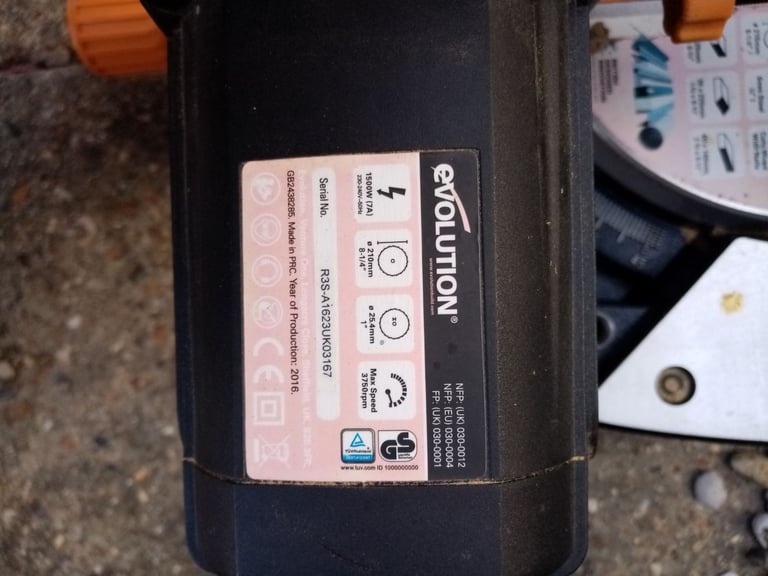 eVOLUTION®
www.evolutionbuild.com
NFP: (UK) 030-0012
NFP: (EU) 030-0004
FP: (UK) 030-0001
1500W (7A)
230-240V~50Hz
ø 210mm
8-1/4"
ø 25.4mm
1"
Max Speed
3750rpm
GS
TÜVRheinland
www.tuv.com ID 1000000000
Serial No. R3S-A1623UK03167
CE
GB2438285. Made in PRC. Year of Production: 2016.